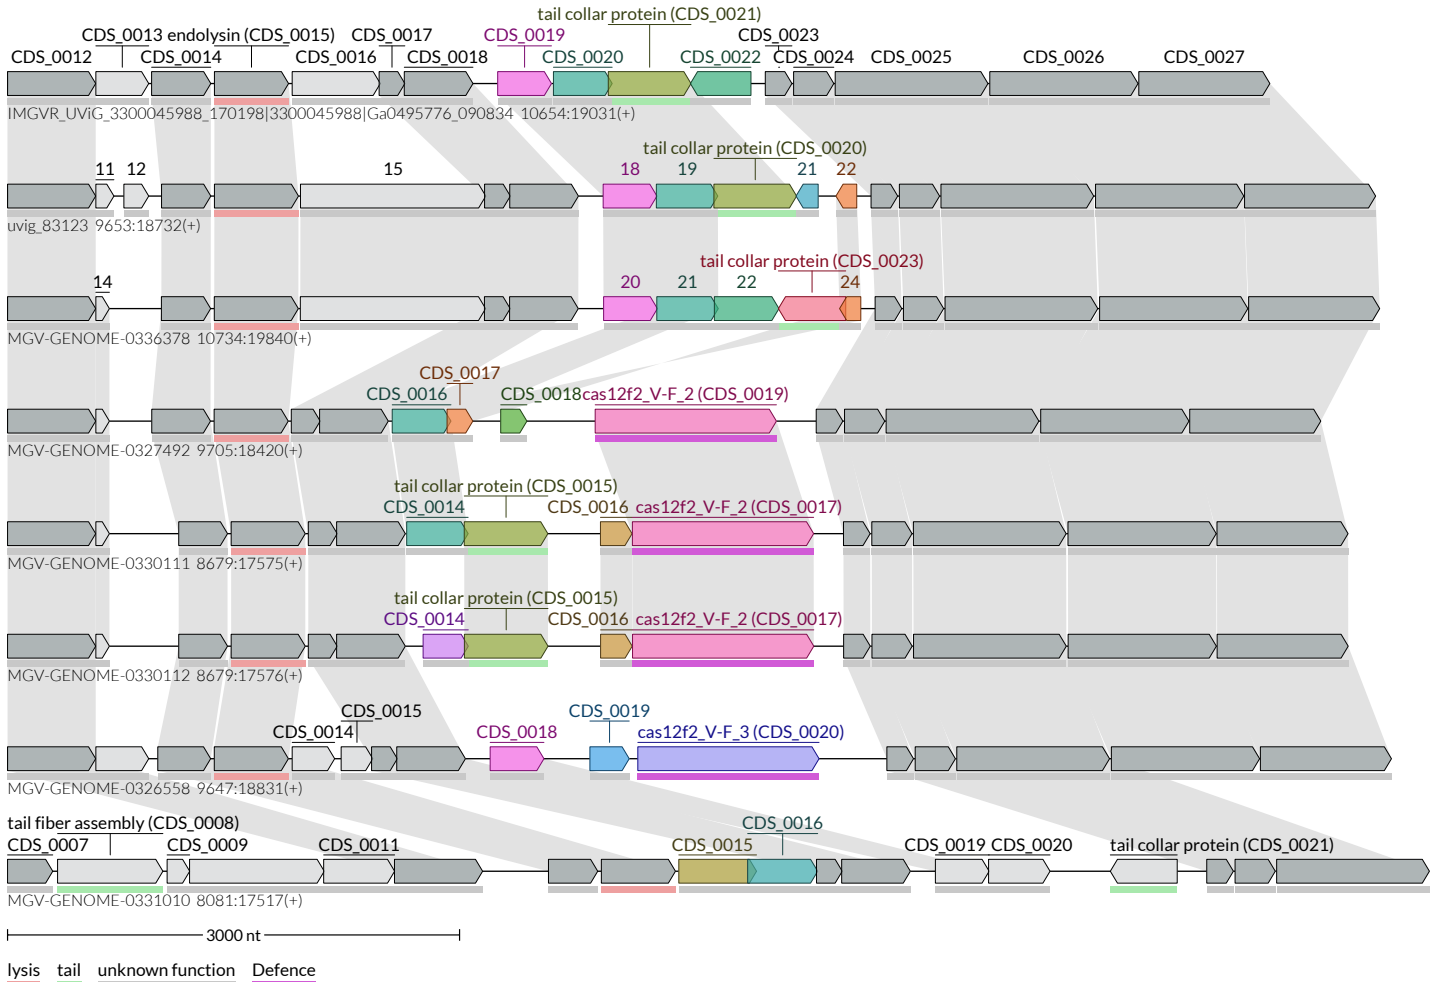 tail collar protein (CDS_0021)
CDS_0013 endolysin (CDS_0015) CDS_0017 CDS_0019 CDS_0023
CDS_0012 CDS_0014 CDS_0016 CDS_0018 CDS_0020 CDS_0022 CDS_0024 CDS_0025 CDS_0026 CDS_0027
IMGVR_UViG_3300045988_170198|3300045988|Ga0495776_090834 10654:19031(+)
tail collar protein (CDS_0020)
11 12 15 18 19 21 22
uvig_83123 9653:18732(+)
tail collar protein (CDS_0023)
14 20 21 22 24
MGV-GENOME-0336378 10734:19840(+)
CDS_0017
CDS_0016 CDS_0018 cas12f2_V-F_2 (CDS_0019)
MGV-GENOME-0327492 9705:18420(+)
tail collar protein (CDS_0015)
CDS_0014 CDS_0016 cas12f2_V-F_2 (CDS_0017)
MGV-GENOME-0330111 8679:17575(+)
tail collar protein (CDS_0015)
CDS_0014 CDS_0016 cas12f2_V-F_2 (CDS_0017)
MGV-GENOME-0330112 8679:17576(+)
CDS_0015 CDS_0019
CDS_0014 CDS_0018 cas12f2_V-F_3 (CDS_0020)
MGV-GENOME-0326558 9647:18831(+)
tail fiber assembly (CDS_0008) CDS_0016
CDS_0007 CDS_0009 CDS_0011 CDS_0015 CDS_0019 CDS_0020 tail collar protein (CDS_0021)
MGV-GENOME-0331010 8081:17517(+)
3000 nt
lysis tail unknown function Defence